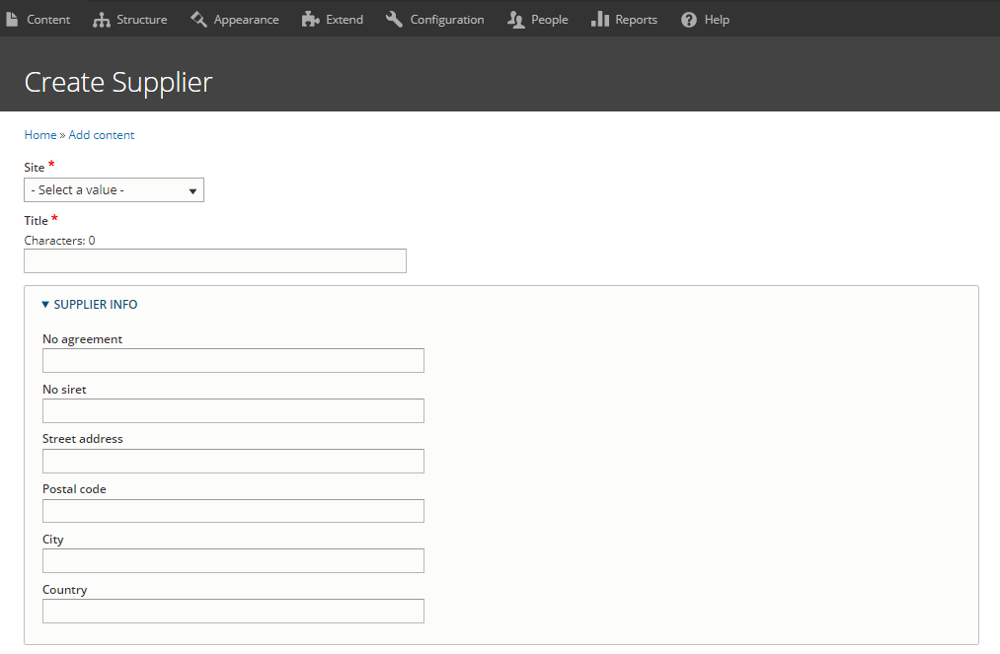 Content Structure Appearance Extend Configuration People Reports Help
Create Supplier
Home » Add content
Site *
- Select a value -
Title *
Characters: 0
SUPPLIER INFO
No agreement
No siret
Street address
Postal code
City
Country